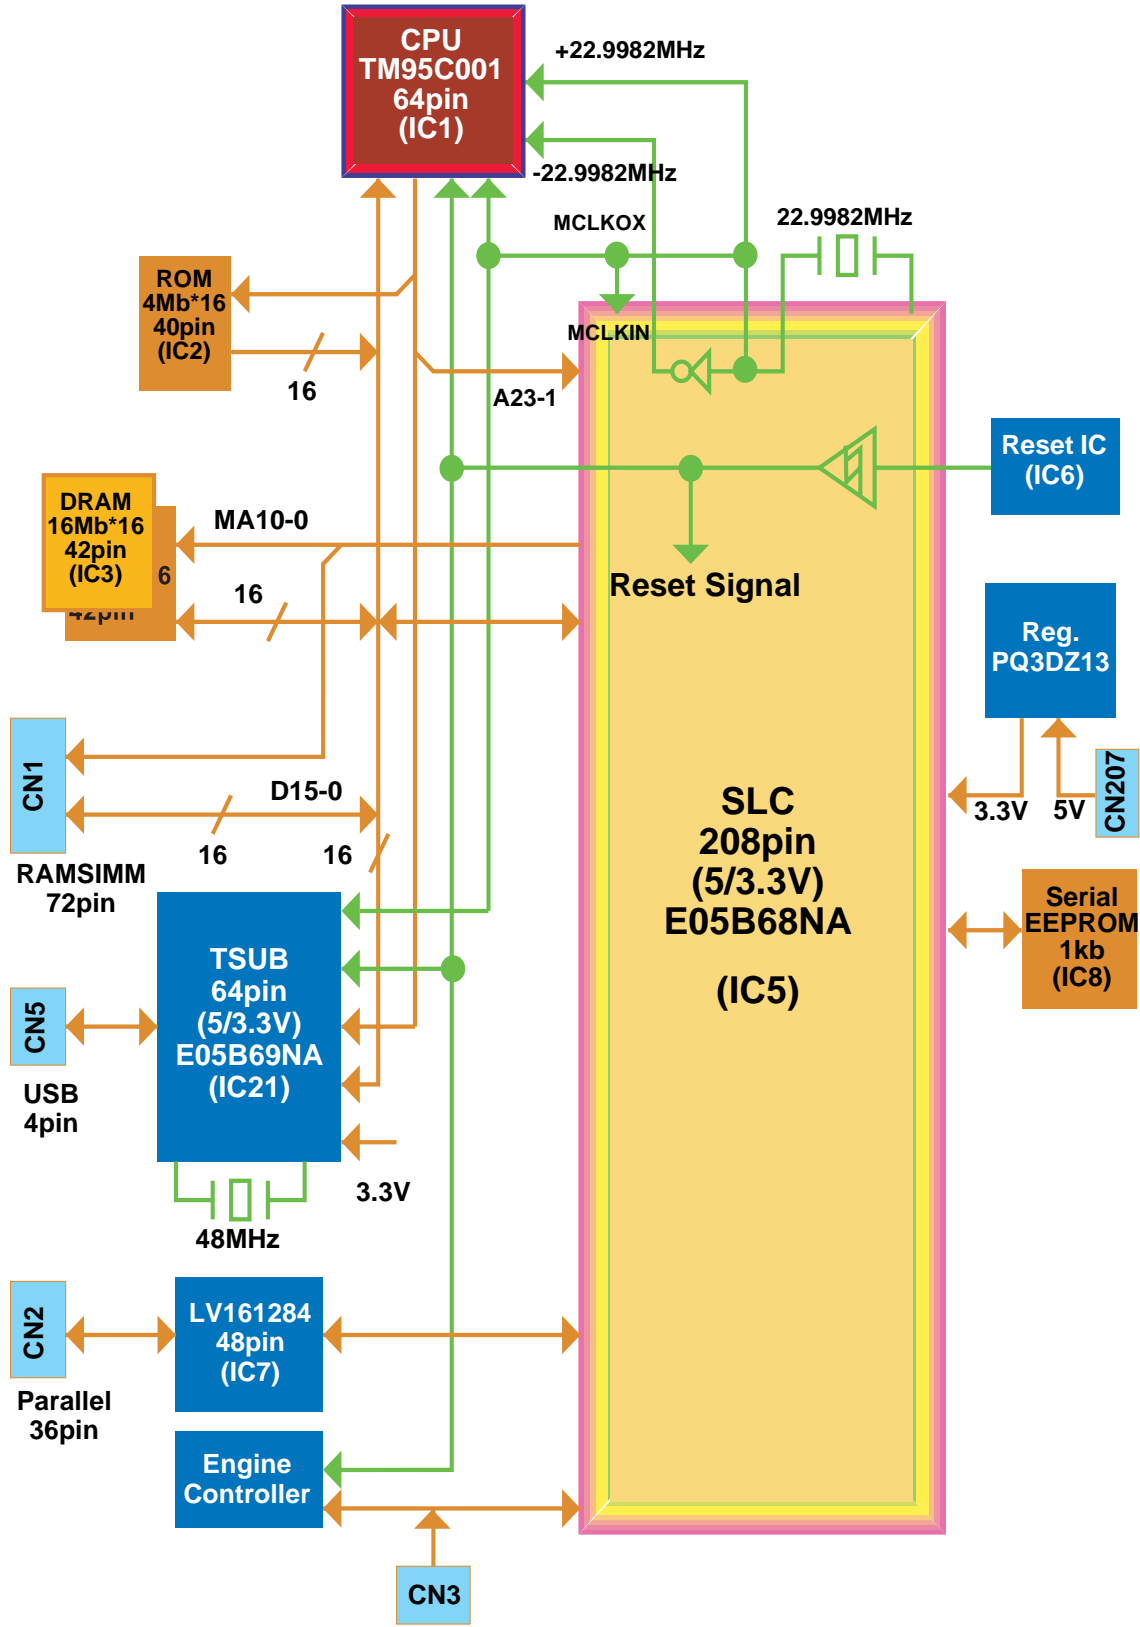 CPU
TM95C001
64pin
(IC1)
+22.9982MHz
-22.9982MHz
MCLKOX
22.9982MHz
MCLKIN
ROM
4Mb*16
40pin
(IC2)
16
A23-1
Reset IC
(IC6)
DRAM
16Mb*16
42pin
(IC3)
6
42pin
MA10-0
16
Reset Signal
Reg.
PQ3DZ13
CN1
D15-0
16
16
RAMSIMM
72pin
3.3V
5V
CN207
SLC
208pin
(5/3.3V)
E05B68NA
(IC5)
Serial
EEPROM
1kb
(IC8)
TSUB
64pin
(5/3.3V)
E05B69NA
(IC21)
CN5
USB
4pin
3.3V
48MHz
CN2
LV161284
48pin
(IC7)
Parallel
36pin
Engine
Controller
CN3